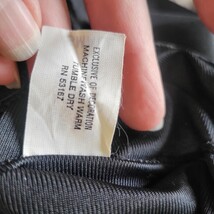 EXCLUSIVE OF DECORATION
MACHINE WASH WARM
TUMBLE DRY
RN 53167